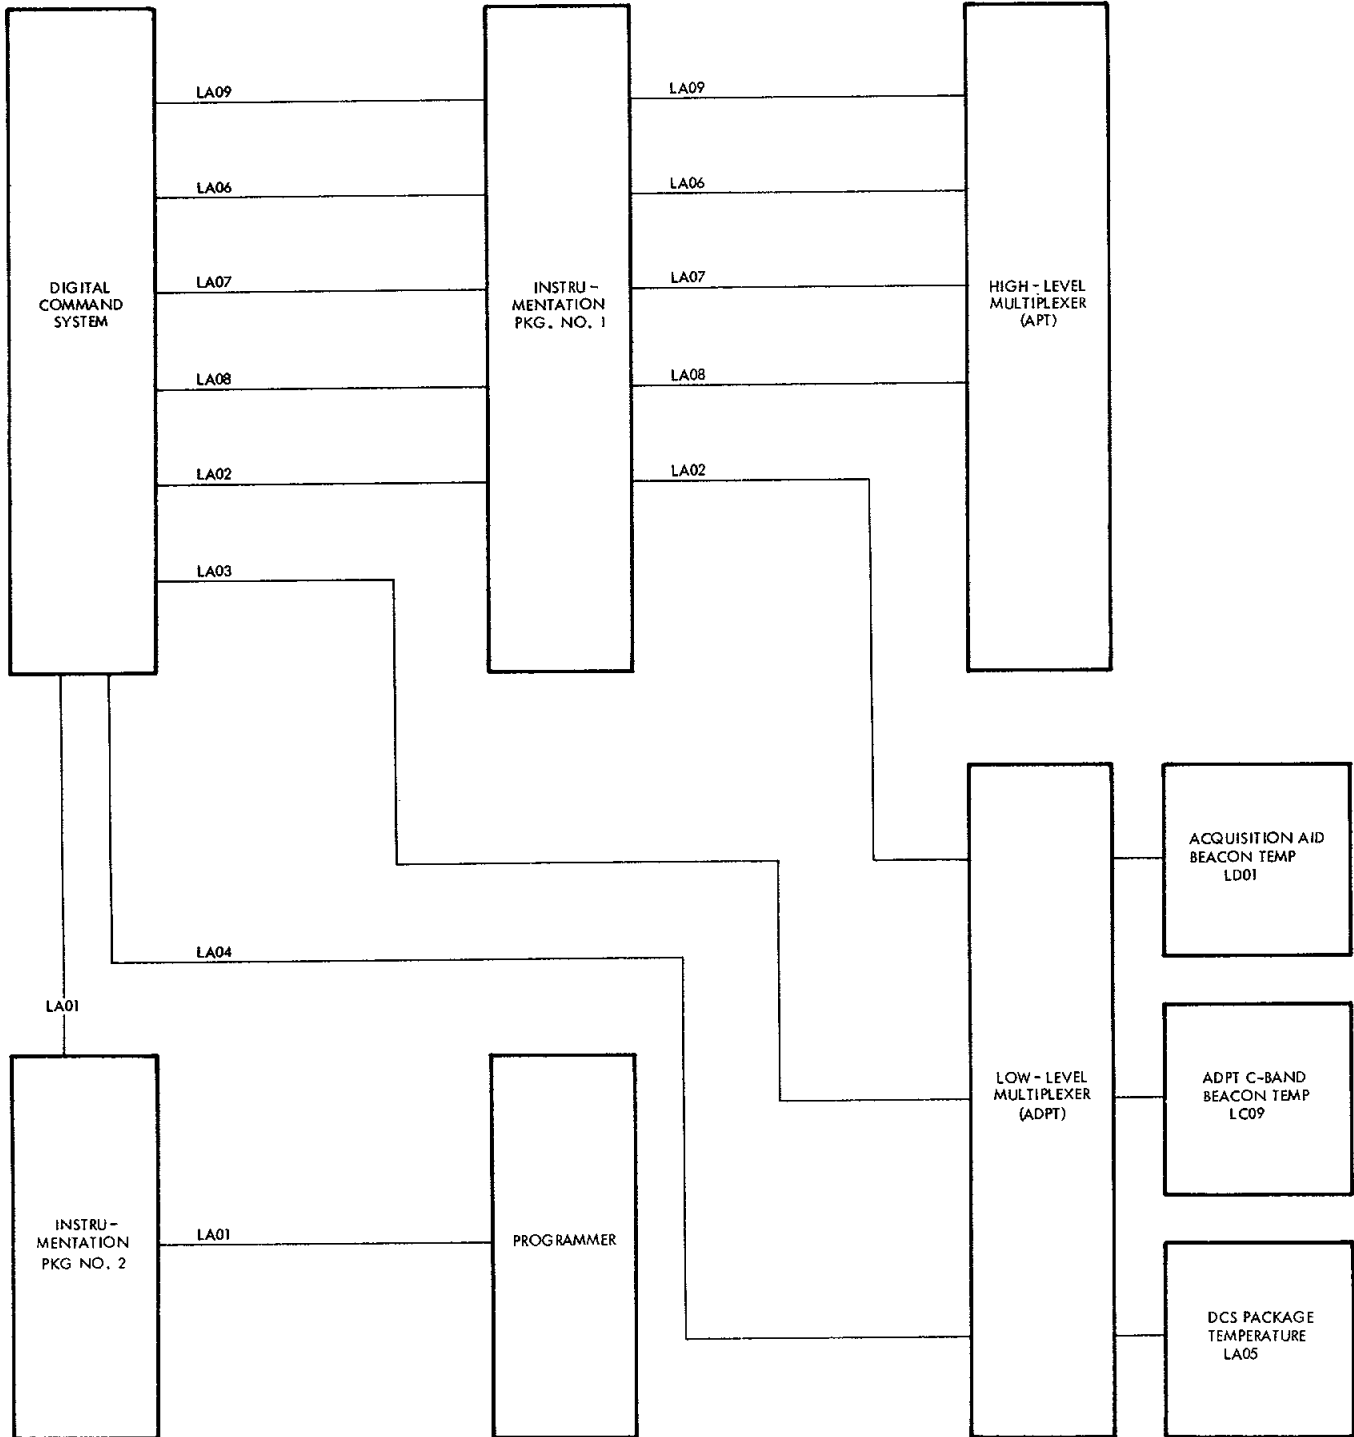 LA09
LA09
LA06
LA06
DIGITAL
COMMAND
SYSTEM
LA07
INSTRU-
MENTATION
PKG. NO. 1
LA07
HIGH-LEVEL
MULTIPLEXER
(APT)
LA08
LA08
LA02
LA02
LA03
ACQUISITION AID
BEACON TEMP
LD01
LA04
LA01
LOW-LEVEL
MULTIPLEXER
(ADPT)
ADPT C-BAND
BEACON TEMP
LC09
INSTRU-
MENTATION
PKG NO. 2
LA01
PROGRAMMER
DCS PACKAGE
TEMPERATURE
LA05